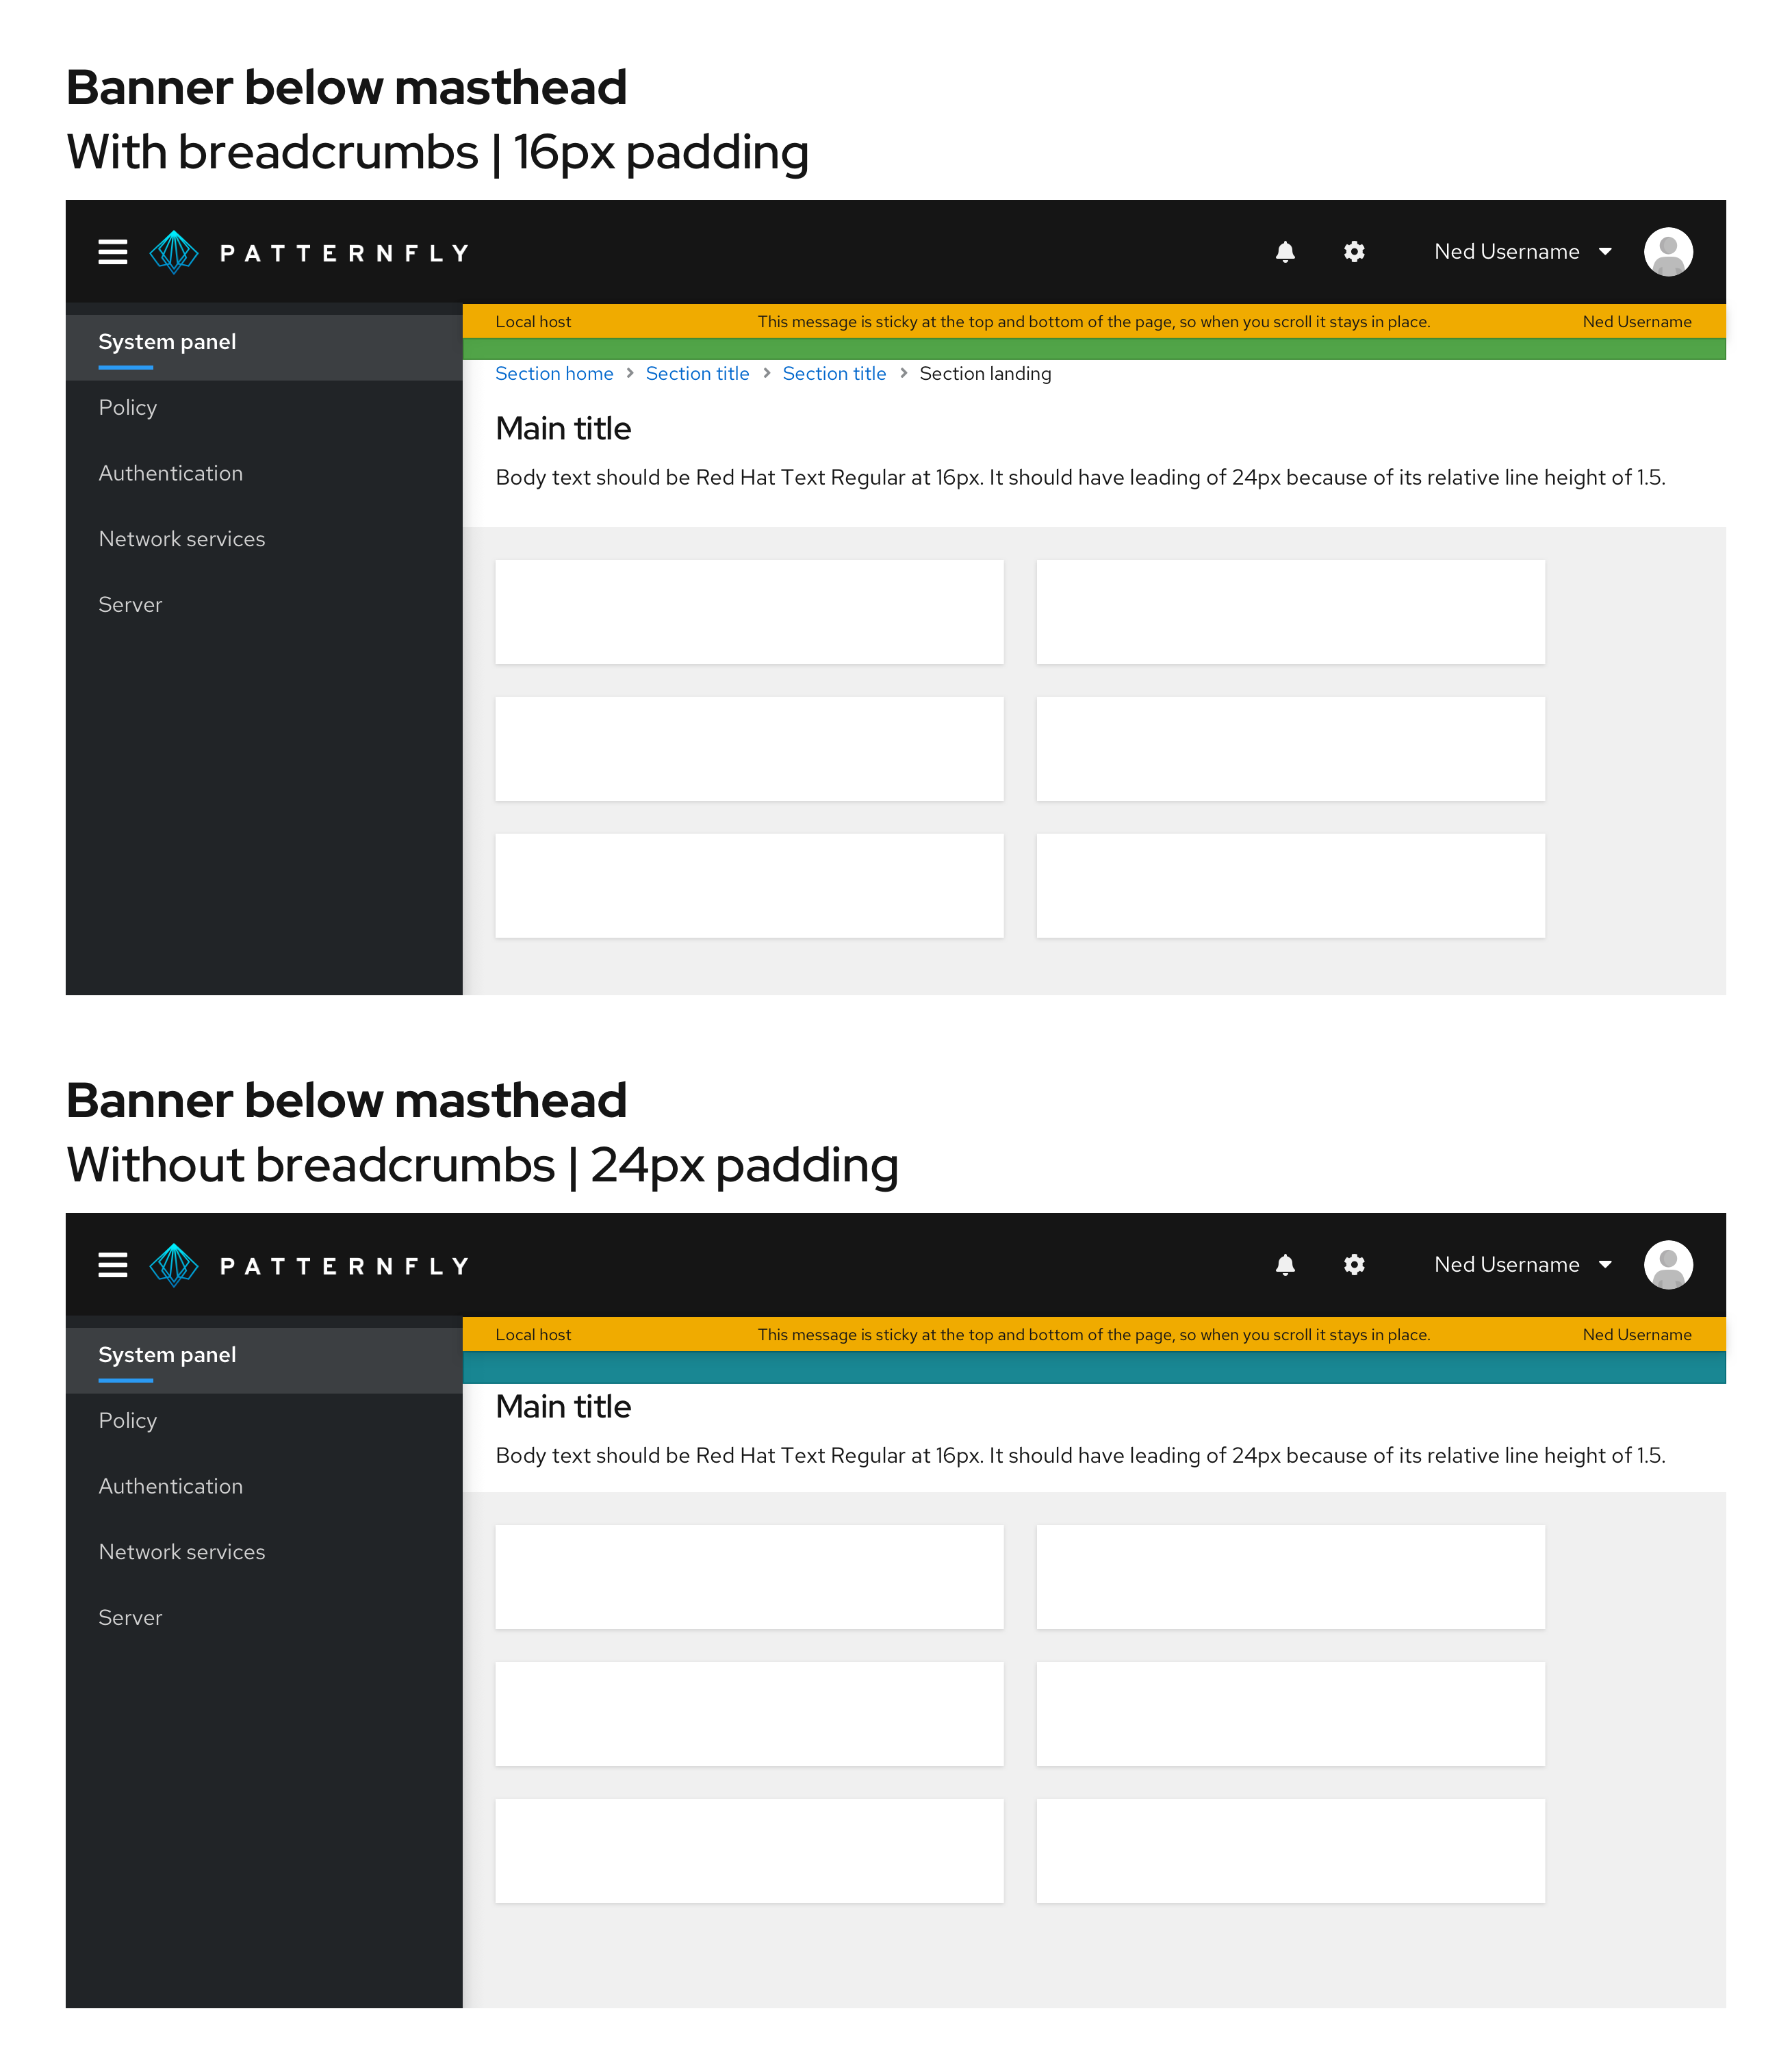 Banner below masthead
With breadcrumbs | 16px padding
PATTERNFLY
Ned Username
Local host
This message is sticky at the top and bottom of the page, so when you scroll it stays in place.
Ned Username
System panel
Policy
Authentication
Network services
Server
Section home > Section title > Section title > Section landing
Main title
Body text should be Red Hat Text Regular at 16px. It should have leading of 24px because of its relative line height of 1.5.
Banner below masthead
Without breadcrumbs | 24px padding
PATTERNFLY
Ned Username
Local host
This message is sticky at the top and bottom of the page, so when you scroll it stays in place.
Ned Username
System panel
Policy
Authentication
Network services
Server
Main title
Body text should be Red Hat Text Regular at 16px. It should have leading of 24px because of its relative line height of 1.5.